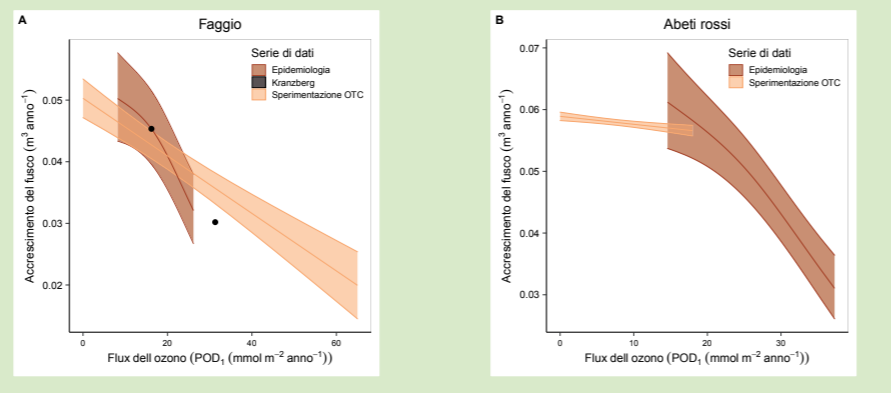 A
Faggio
Serie di dati
Epidemiologia
Kranzberg
Sperimentazione OTC
0.05
0.04
0.03
0.02
Accrescimento del fusco (m³ anno⁻¹)
0
20
40
60
Flux dell ozono (POD₁ (mmol m⁻² anno⁻¹))
B
Abeti rossi
Serie di dati
Epidemiologia
Sperimentazione OTC
0.07
0.06
0.05
0.04
0.03
Accrescimento del fusco (m³ anno⁻¹)
0
10
20
30
Flux dell ozono (POD₁ (mmol m⁻² anno⁻¹))